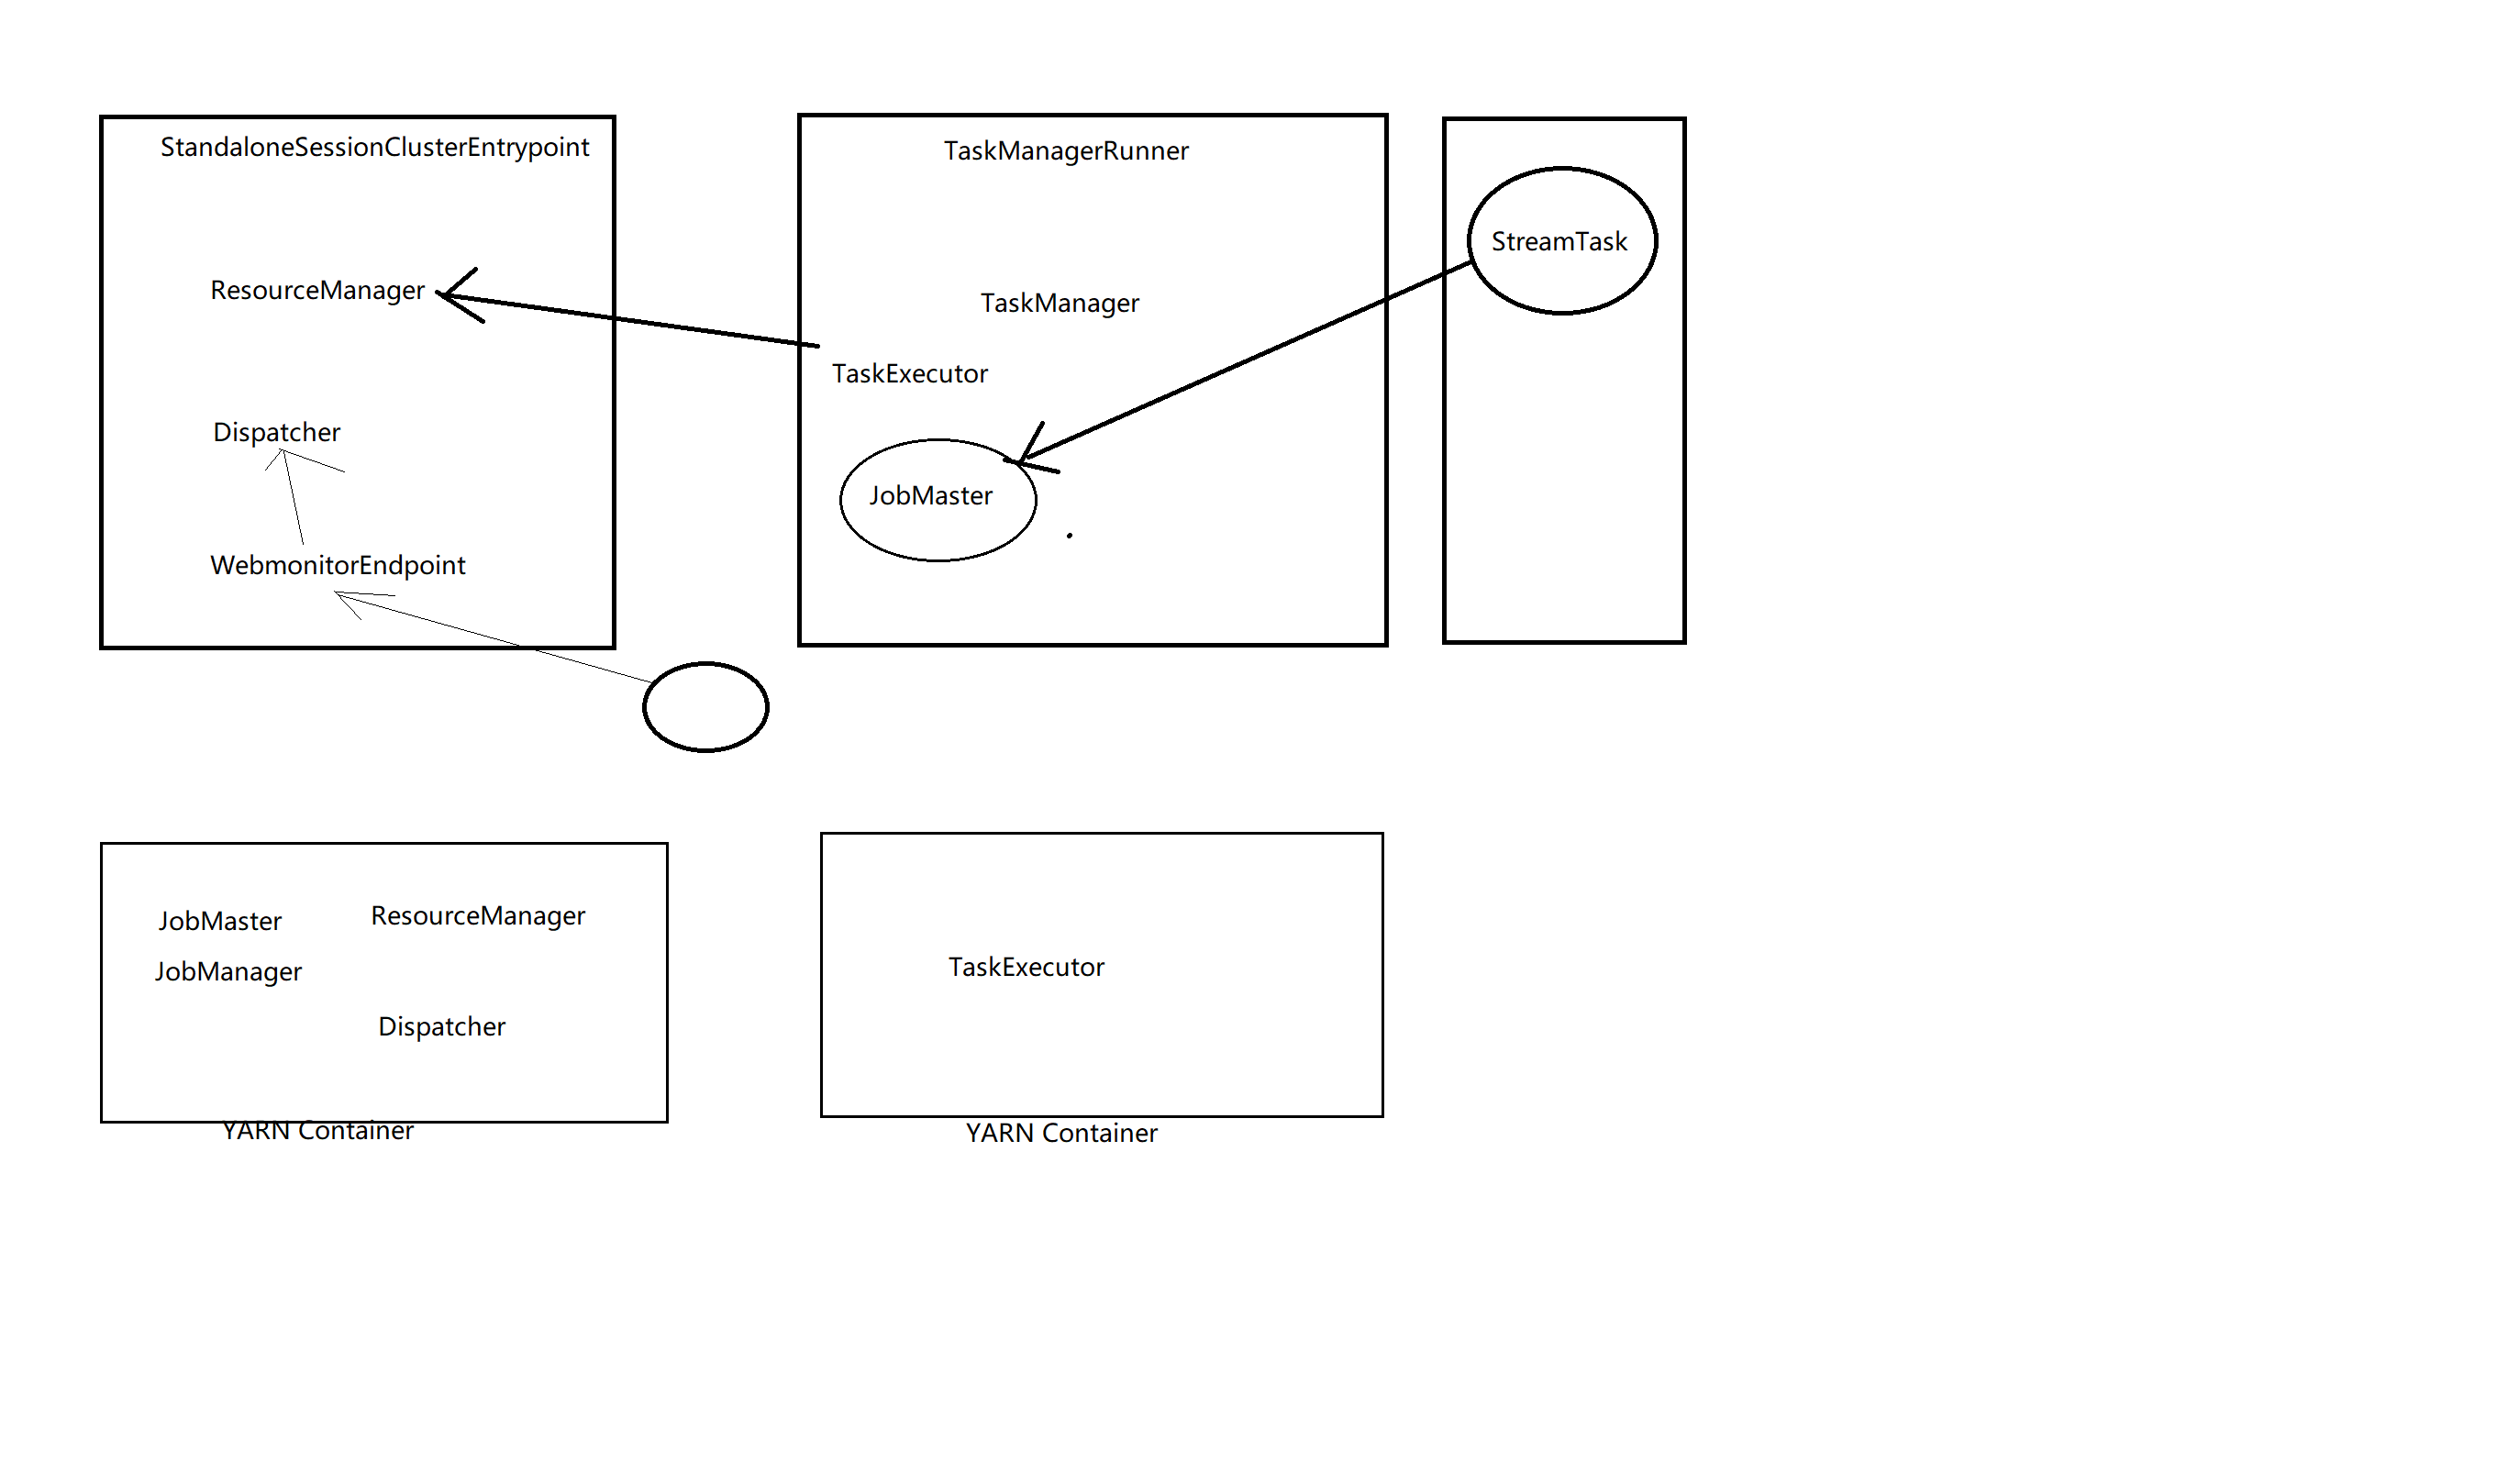 StandaloneSessionClusterEntrypoint
ResourceManager
Dispatcher
WebmonitorEndpoint
TaskManagerRunner
TaskManager
TaskExecutor
JobMaster
StreamTask
JobMaster
ResourceManager
JobManager
Dispatcher
YARN Container
TaskExecutor
YARN Container